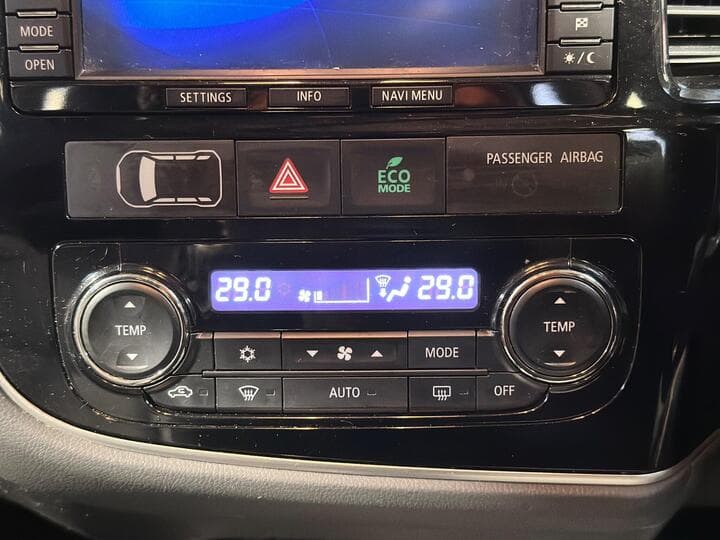 MODE
OPEN
SETTINGS INFO NAVI MENU
ECO
MODE
PASSENGER AIRBAG
29.0 29.0
TEMP
MODE
TEMP
AUTO
OFF